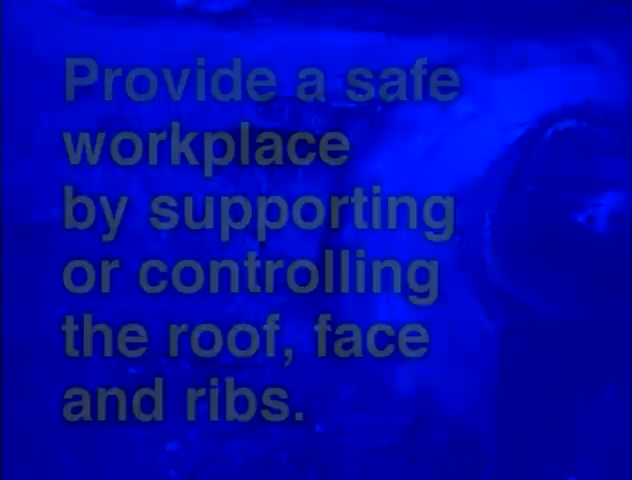 Provide a safe
workplace
by supporting
or controlling
the roof, face
and ribs.